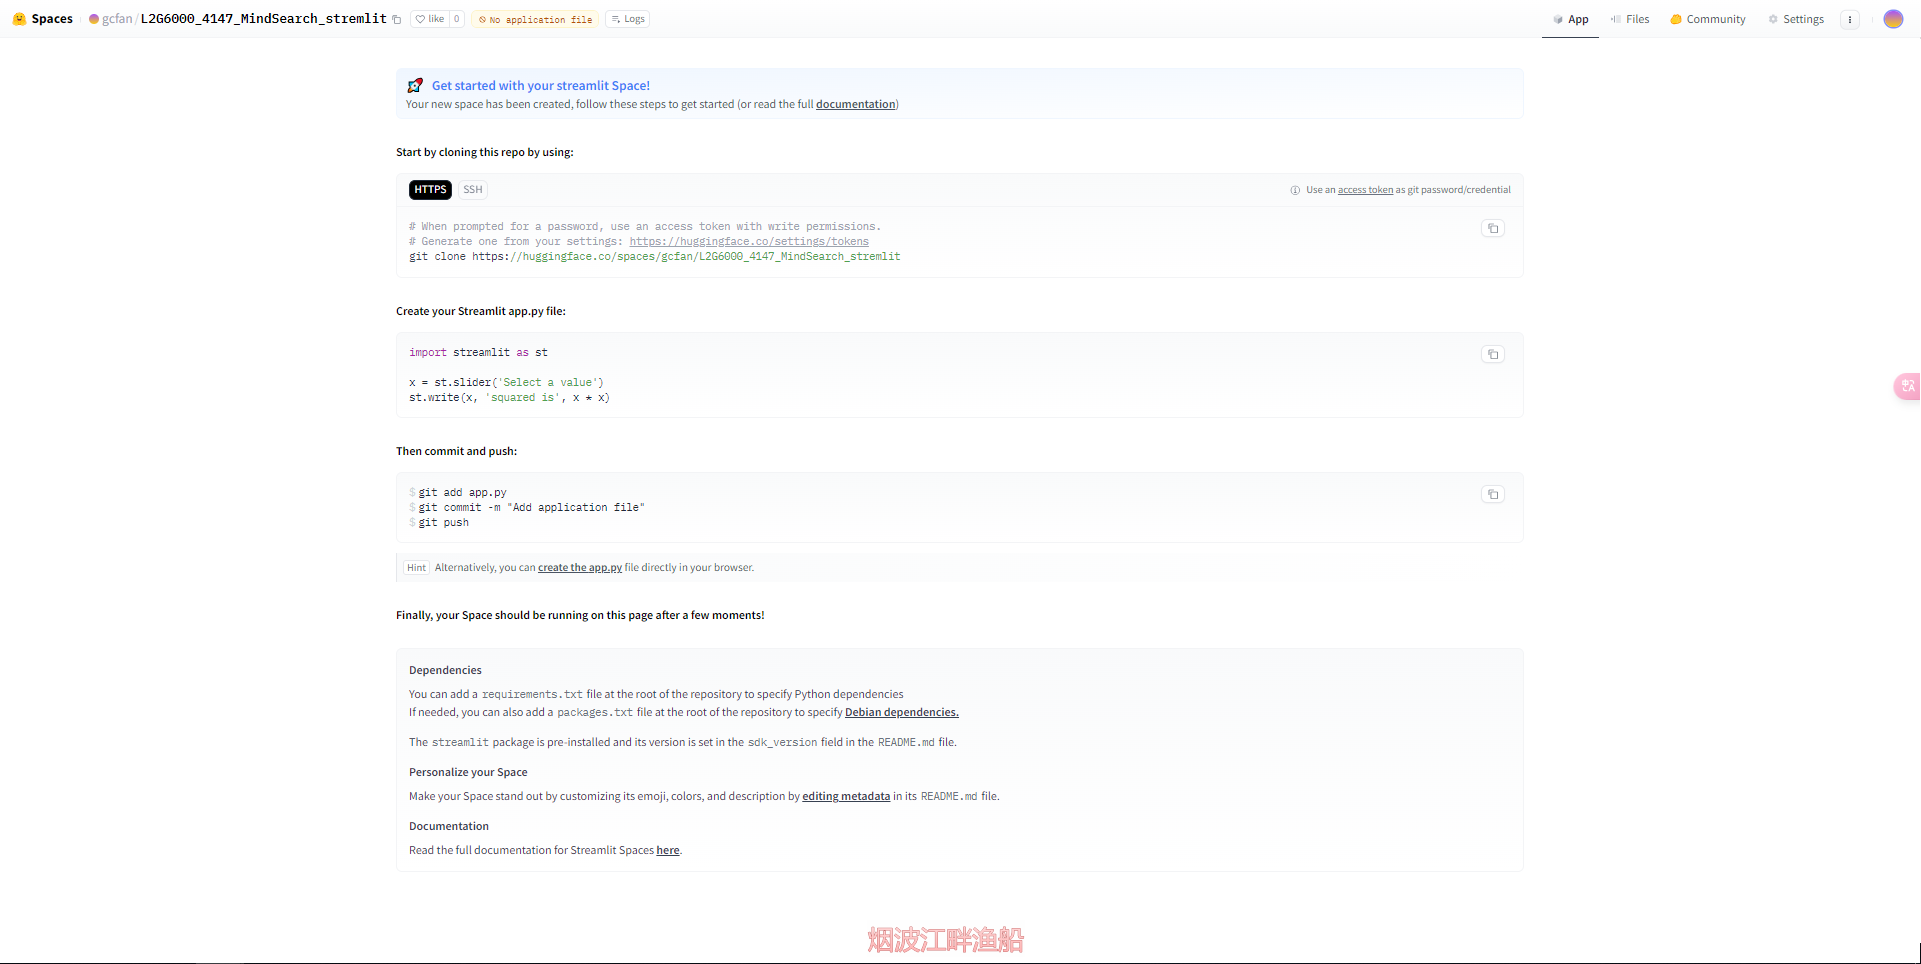 Spaces gcfan/L2G6000_4147_MindSearch_stremlit like 0 No application file Logs App Files Community Settings
Get started with your streamlit Space!
Your new space has been created, follow these steps to get started (or read the full documentation)
Start by cloning this repo by using:
HTTPS SSH Use an access token as git password/credential
# When prompted for a password, use an access token with write permissions.
# Generate one from your settings: https://huggingface.co/settings/tokens
git clone https://huggingface.co/spaces/gcfan/L2G6000_4147_MindSearch_stremlit
Create your Streamlit app.py file:
import streamlit as st
x = st.slider('Select a value')
st.write(x, 'squared is', x * x)
Then commit and push:
$ git add app.py
$ git commit -m "Add application file"
$ git push
Hint Alternatively, you can create the app.py file directly in your browser.
Finally, your Space should be running on this page after a few moments!
Dependencies
You can add a requirements.txt file at the root of the repository to specify Python dependencies
If needed, you can also add a packages.txt file at the root of the repository to specify Debian dependencies.
The streamlit package is pre-installed and its version is set in the sdk_version field in the README.md file.
Personalize your Space
Make your Space stand out by customizing its emoji, colors, and description by editing metadata in its README.md file.
Documentation
Read the full documentation for Streamlit Spaces here.
烟波江畔渔船